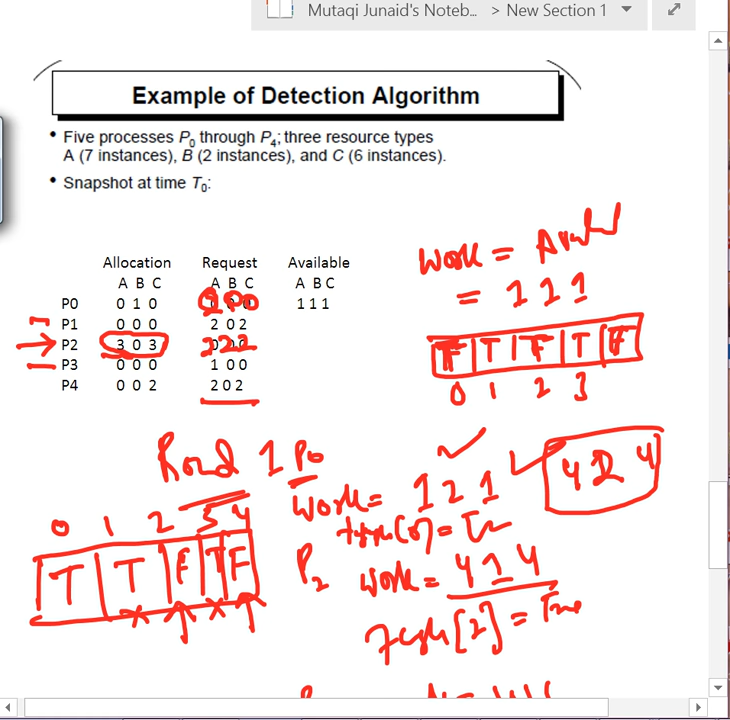 Mutaqi Junaid's Noteb... > New Section 1
Example of Detection Algorithm
• Five processes P0 through P4; three resource types
A (7 instances), B (2 instances), and C (6 instances).
• Snapshot at time T0:
Allocation Request Available
A B C A B C A B C
P0 0 1 0 1 1 1
P1 0 0 0 2 0 2
P2 3 0 3
P3 0 0 0 1 0 0
P4 0 0 2 2 0 2
Work =
= 1 1 1
F T F T F
0 1 2 3
Round 1 P0
Work = 1 2 1
4 2 4
0 1 2 3 4
T T F T F
P2 Work = 4 1 4
[2] = True